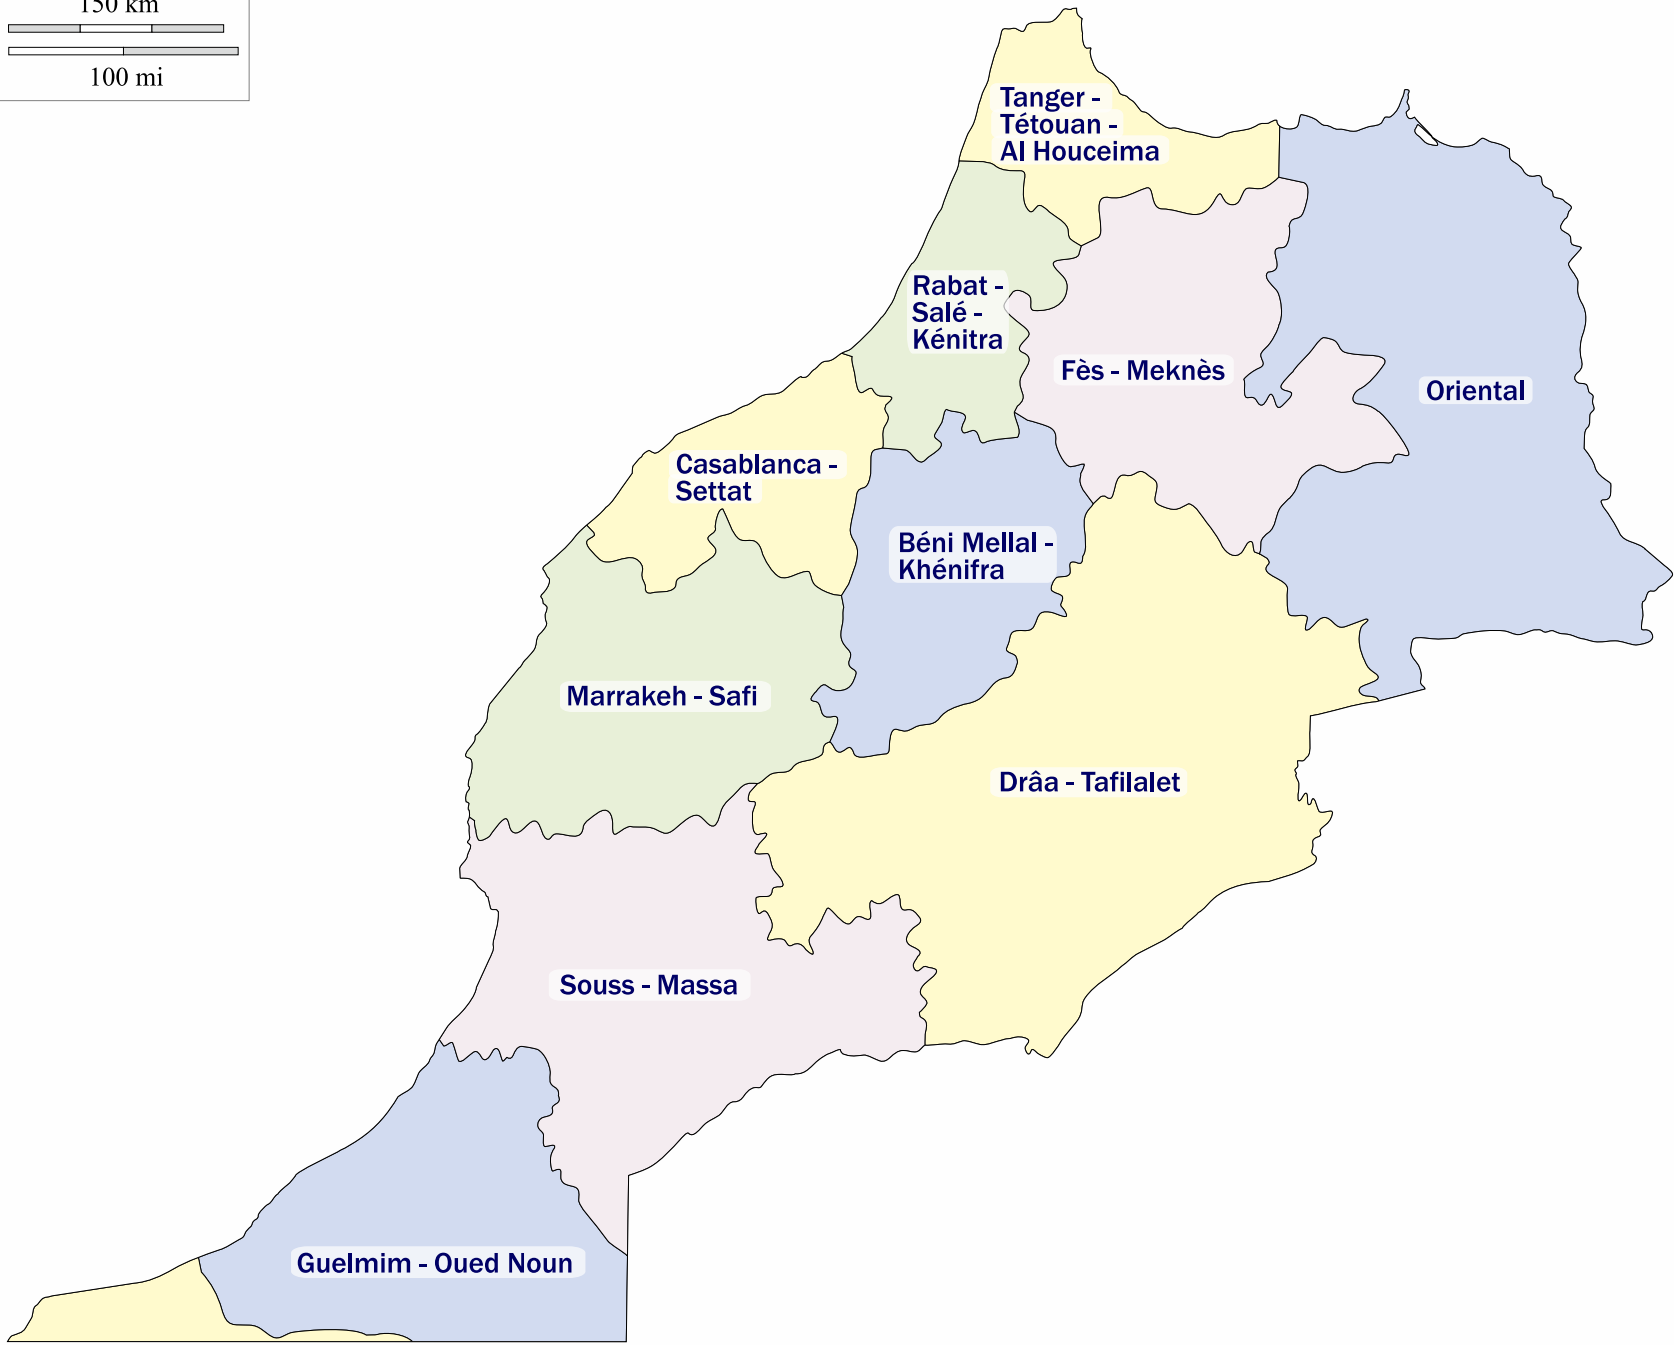 150 km
100 mi
Tanger -
Tétouan -
Al Houceima
Rabat -
Salé -
Kénitra
Fès - Meknès
Oriental
Casablanca -
Settat
Béni Mellal -
Khénifra
Marrakeh - Safi
Drâa - Tafilalet
Souss - Massa
Guelmim - Oued Noun